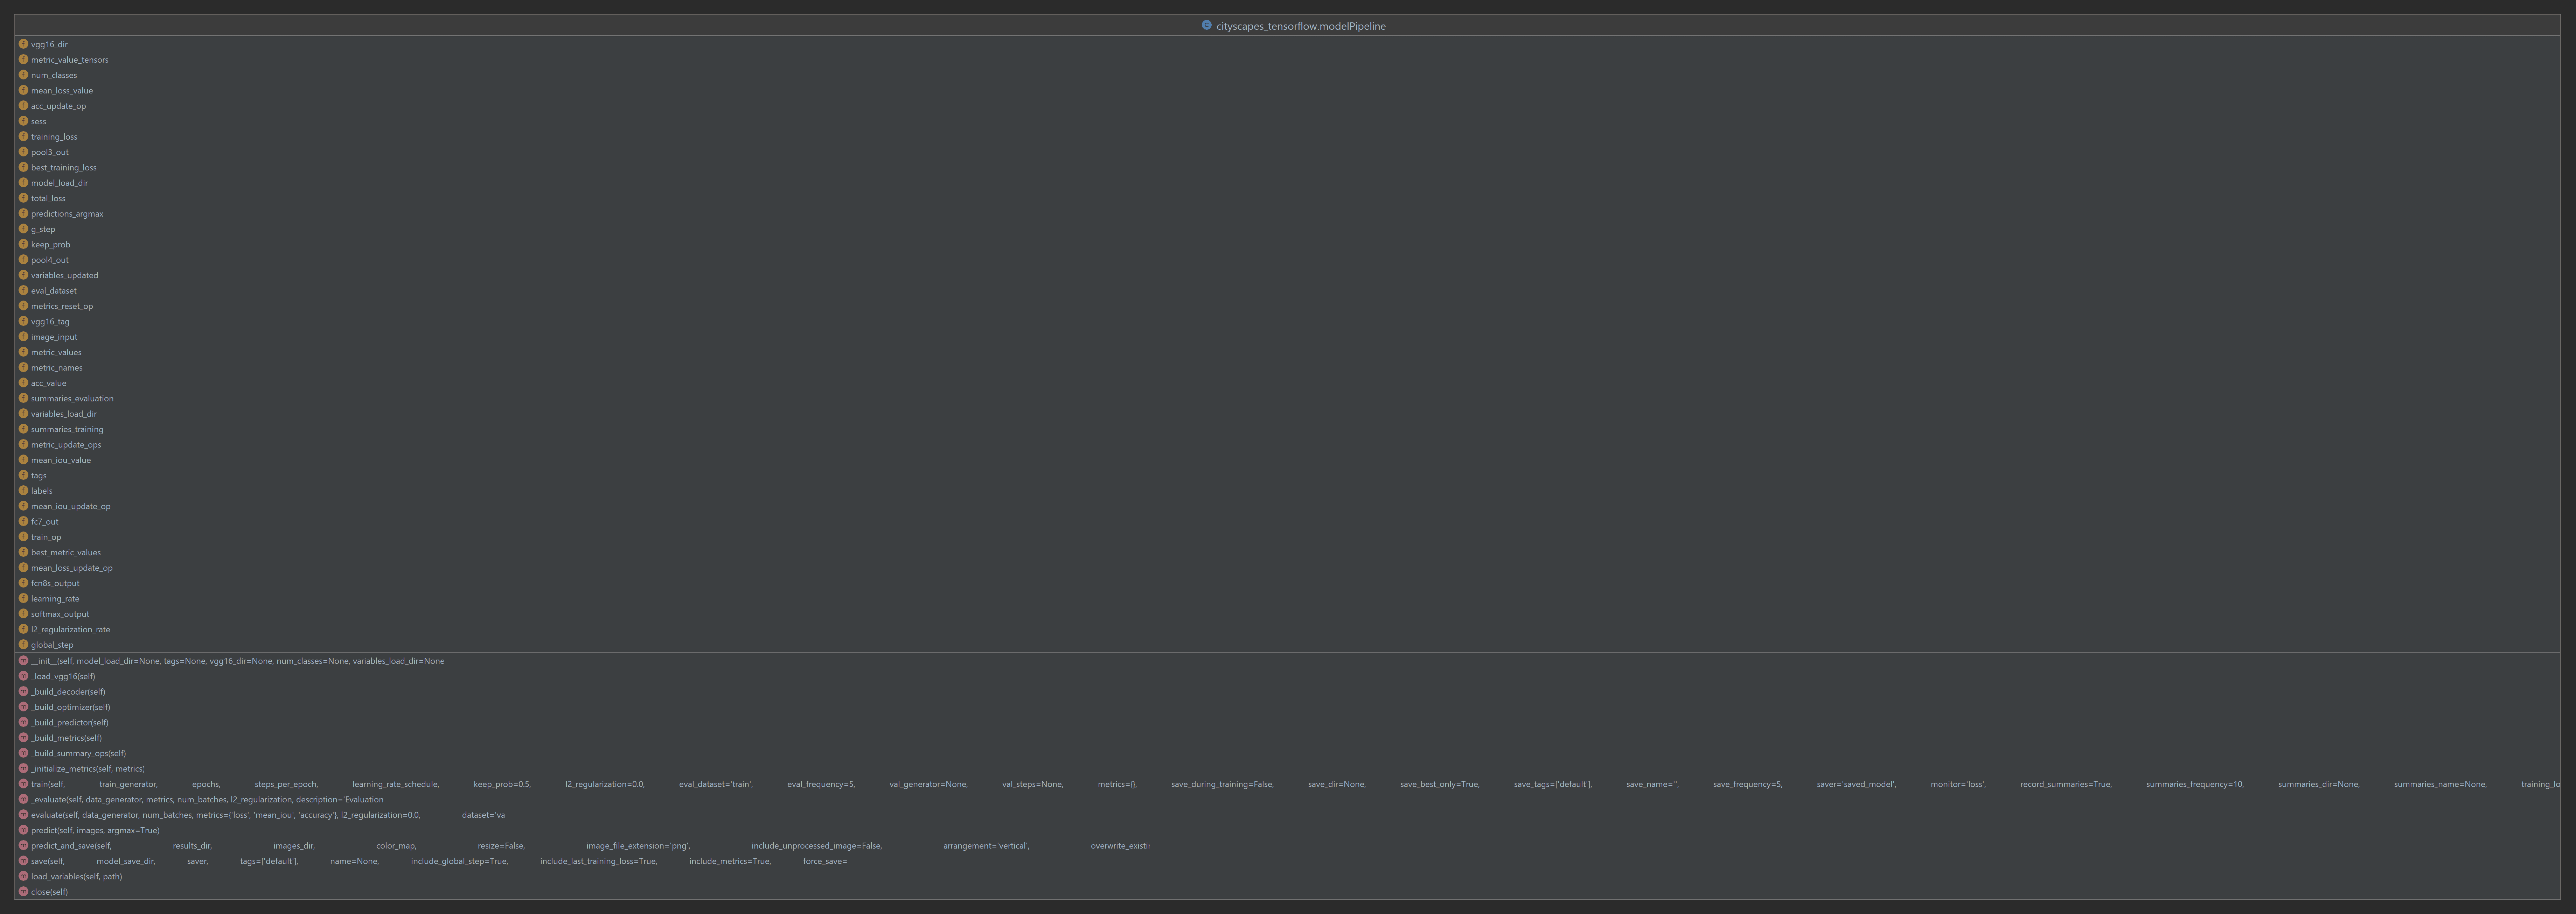 cityscapes_tensorflow.modelPipeline
vgg16_dir
metric_value_tensors
num_classes
mean_loss_value
acc_update_op
sess
training_loss
pool3_out
best_training_loss
model_load_dir
total_loss
predictions_argmax
g_step
keep_prob
pool4_out
variables_updated
eval_dataset
metrics_reset_op
vgg16_tag
image_input
metric_values
metric_names
acc_value
summaries_evaluation
variables_load_dir
summaries_training
metric_update_ops
mean_iou_value
tags
labels
mean_iou_update_op
fc7_out
train_op
best_metric_values
mean_loss_update_op
fcn8s_output
learning_rate
softmax_output
l2_regularization_rate
global_step
__init__(self, model_load_dir=None, tags=None, vgg16_dir=None, num_classes=None, variables_load_dir=None
_load_vgg16(self)
_build_decoder(self)
_build_optimizer(self)
_build_predictor(self)
_build_metrics(self)
_build_summary_ops(self)
_initialize_metrics(self, metrics)
train(self, train_generator, epochs, steps_per_epoch, learning_rate_schedule, keep_prob=0.5, l2_regularization=0.0, eval_dataset='train', eval_frequency=5, val_generator=None, val_steps=None, metrics={}, save_during_training=False, save_dir=None, save_best_only=True, save_tags=['default'], save_name='', save_frequency=5, saver='saved_model', monitor='loss', record_summaries=True, summaries_frequency=10, summaries_dir=None, summaries_name=None, training_lo
_evaluate(self, data_generator, metrics, num_batches, l2_regularization, description='Evaluation
evaluate(self, data_generator, num_batches, metrics={'loss', 'mean_iou', 'accuracy'}, l2_regularization=0.0, dataset='va
predict(self, images, argmax=True)
predict_and_save(self, results_dir, images_dir, color_map, resize=False, image_file_extension='png', include_unprocessed_image=False, arrangement='vertical', overwrite_existin
save(self, model_save_dir, saver, tags=['default'], name=None, include_global_step=True, include_last_training_loss=True, include_metrics=True, force_save=
load_variables(self, path)
close(self)